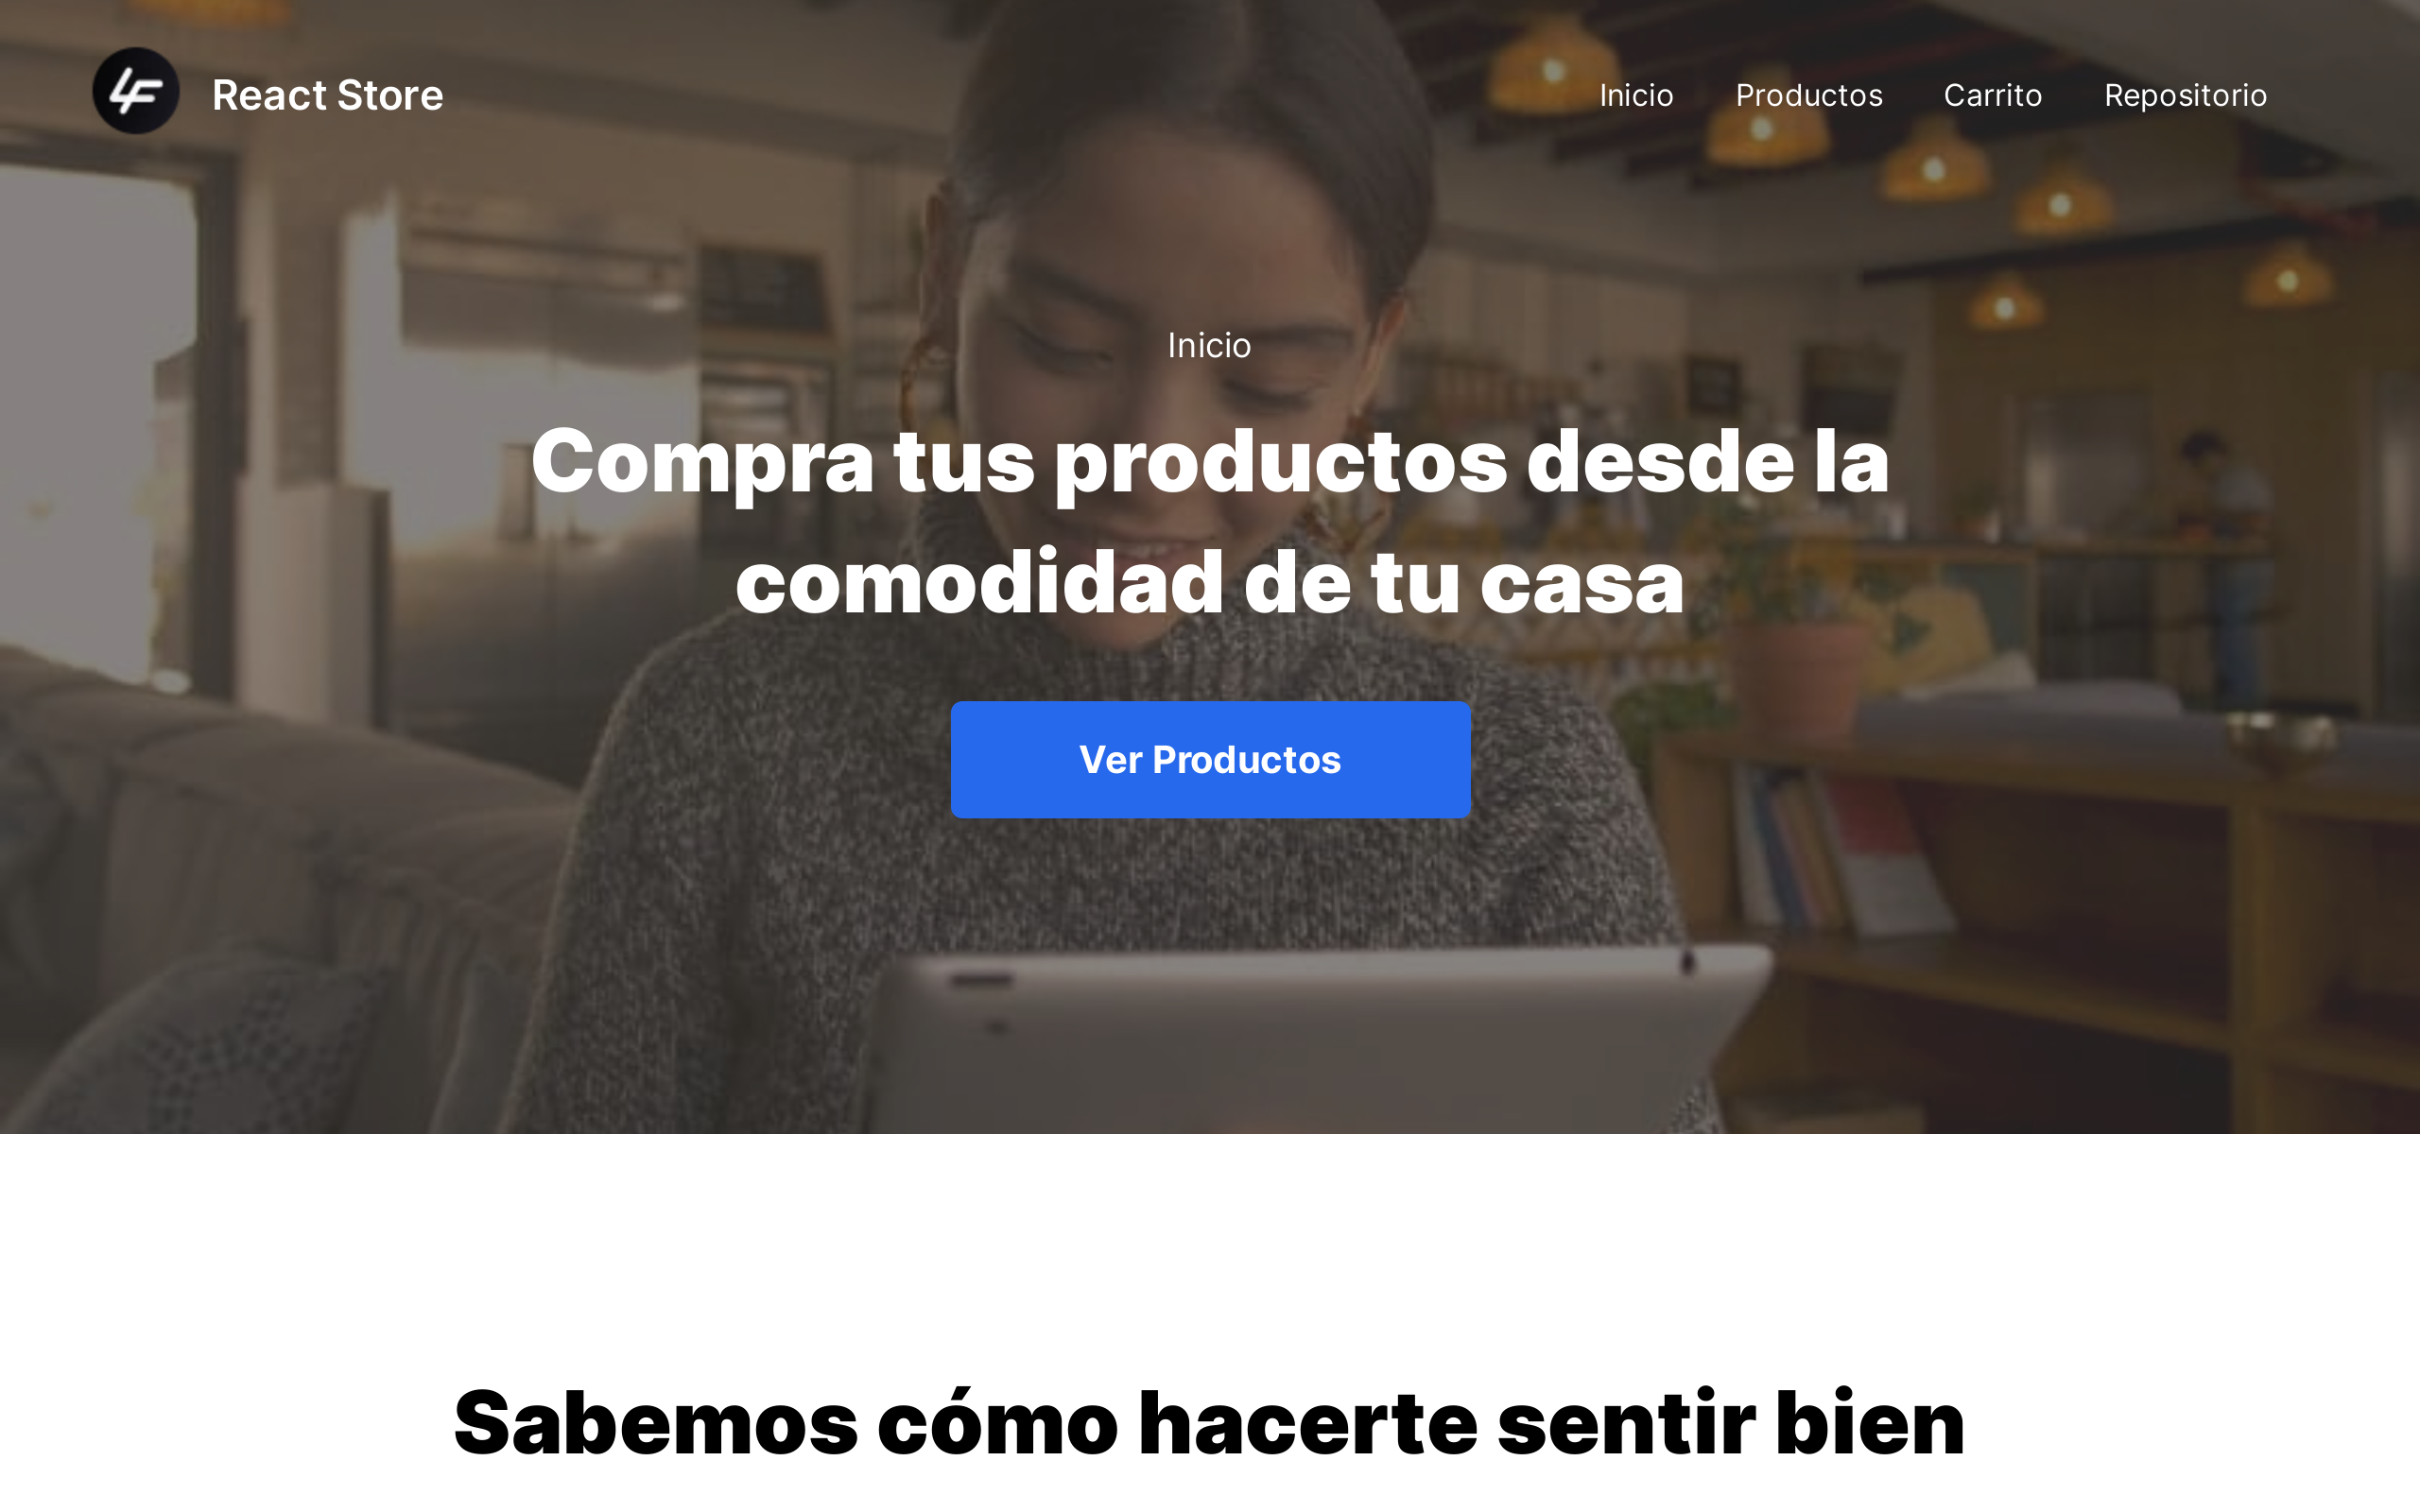 React Store
Inicio Productos Carrito Repositorio
Inicio
Compra tus productos desde la
comodidad de tu casa
Ver Productos
Sabemos cómo hacerte sentir bien